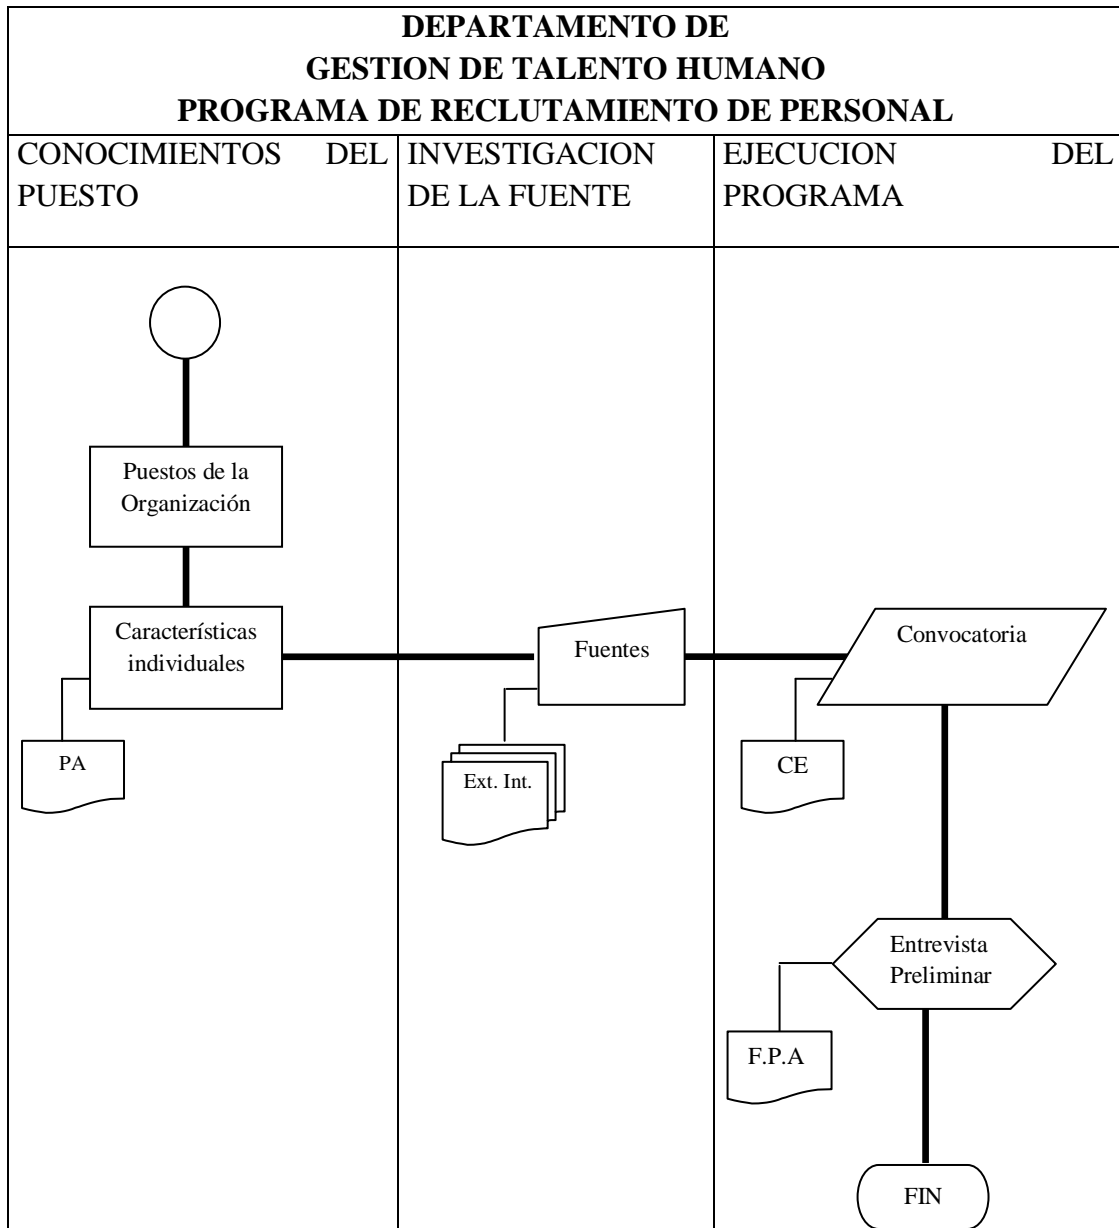 DEPARTAMENTO DE
GESTION DE TALENTO HUMANO
PROGRAMA DE RECLUTAMIENTO DE PERSONAL
CONOCIMIENTOS DEL
PUESTO
INVESTIGACION
DE LA FUENTE
EJECUCION DEL
PROGRAMA
Puestos de la
Organización
Características
individuales
Fuentes
Convocatoria
PA
Ext. Int.
CE
Entrevista
Preliminar
F.P.A
FIN